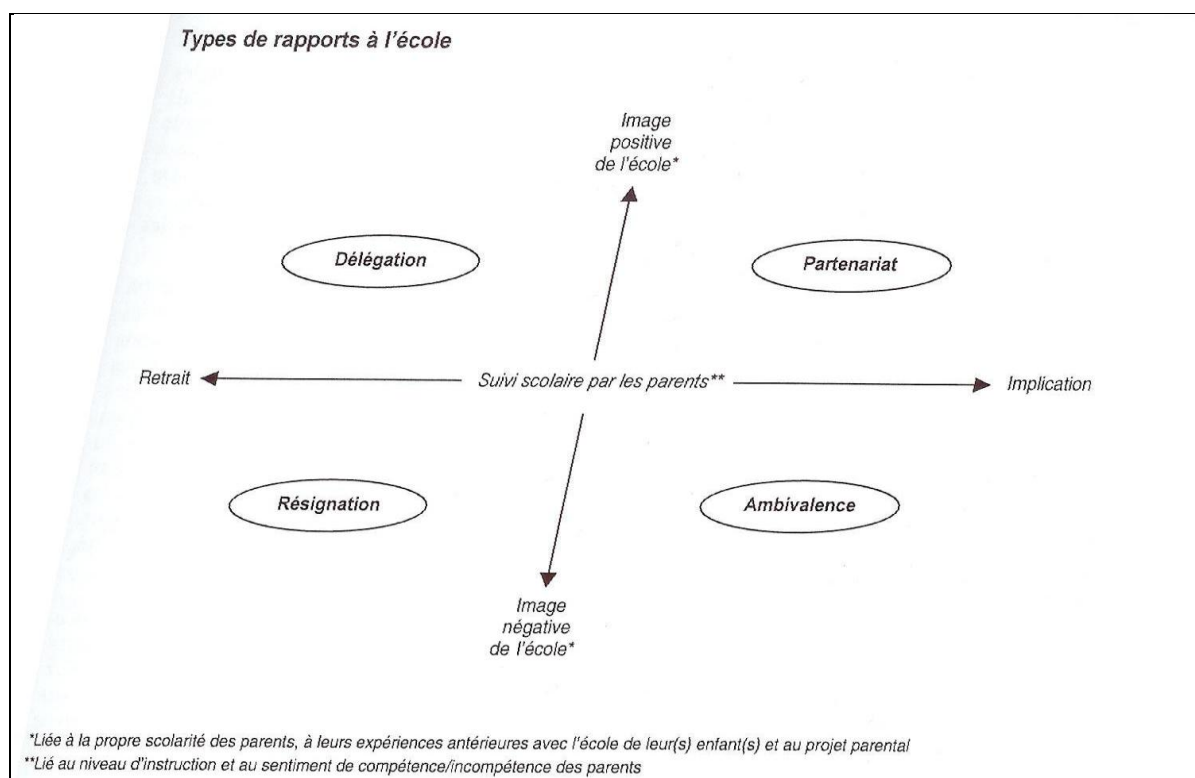 Types de rapports à l'école
Image
positive
de l'école*
Délégation
Partenariat
Retrait
Suivi scolaire par les parents**
Implication
Résignation
Ambivalence
Image
négative
de l'école*
*Liée à la propre scolarité des parents, à leurs expériences antérieures avec l'école de leur(s) enfant(s) et au projet parental
**Lié au niveau d'instruction et au sentiment de compétence/incompétence des parents